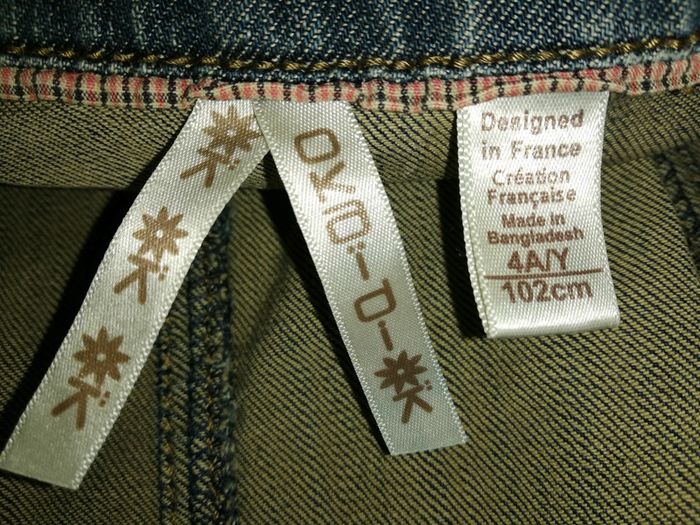 OKaïdi
Designed
in France
Création
Française
Made in
Bangladesh
4A/Y
102cm